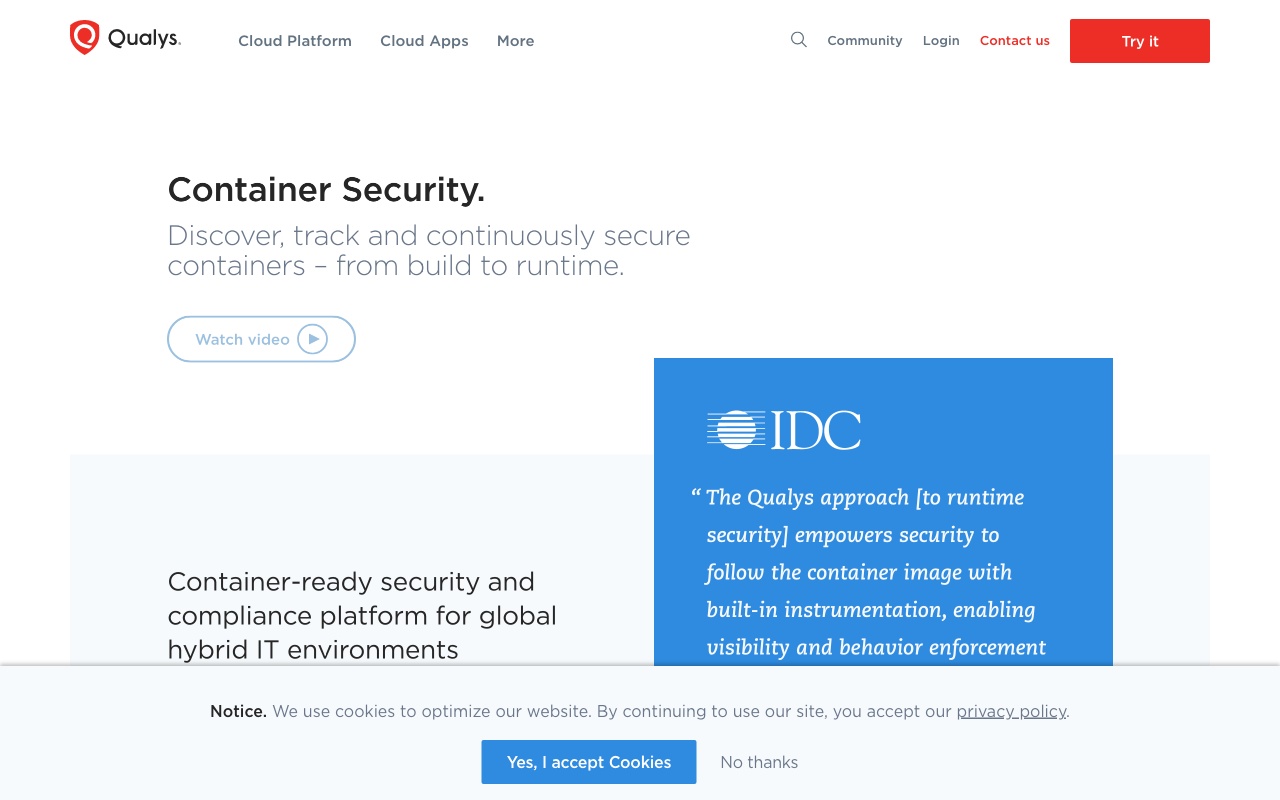 Qualys.
Cloud Platform
Cloud Apps
More
Community
Login
Contact us
Try it
Container Security.
Discover, track and continuously secure
containers – from build to runtime.
Watch video
IDC
“ The Qualys approach [to runtime
security] empowers security to
follow the container image with
built-in instrumentation, enabling
visibility and behavior enforcement
Container-ready security and
compliance platform for global
hybrid IT environments
Notice. We use cookies to optimize our website. By continuing to use our site, you accept our privacy policy.
Yes, I accept Cookies
No thanks